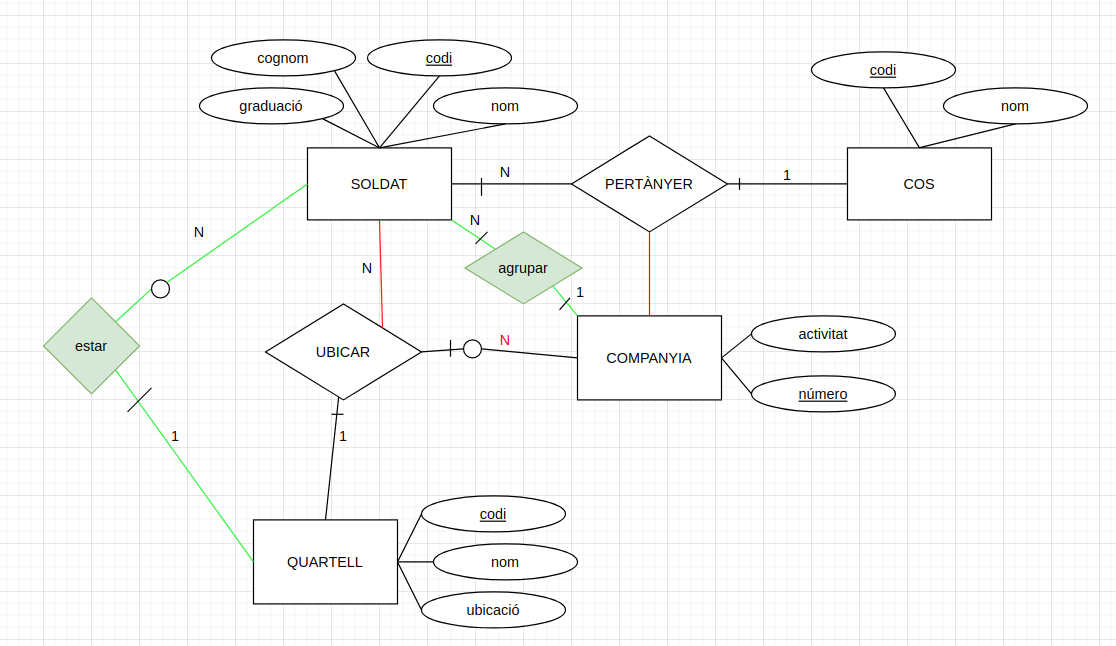 cognom
codi
codi
graduació
nom
nom
SOLDAT
N
PERTÀNYER
1
COS
N
N
N
agrupar
1
estar
UBICAR
N
COMPANYIA
activitat
número
1
1
codi
QUARTELL
nom
ubicació